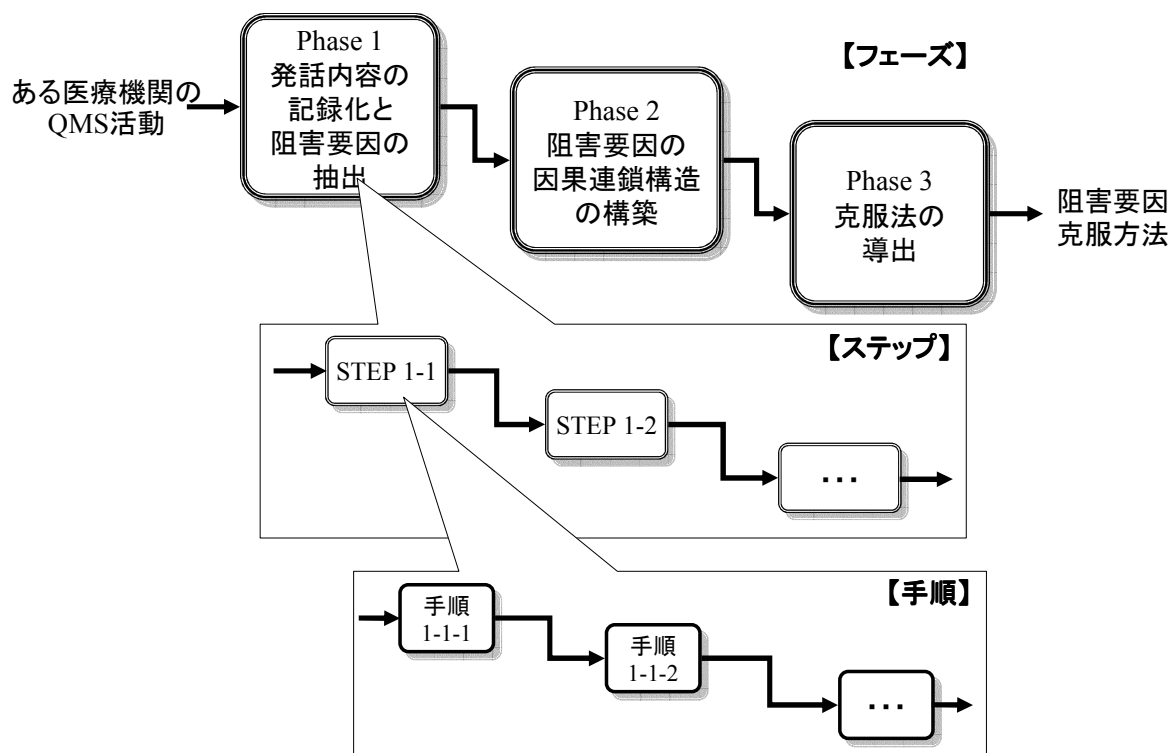 ある医療機関の
QMS活動
Phase 1
発話内容の
記録化と
阻害要因の
抽出
【フェーズ】
Phase 2
阻害要因の
因果連鎖構造
の構築
Phase 3
克服法の
導出
阻害要因
克服方法
【ステップ】
STEP 1-1
STEP 1-2
・・・
【手順】
手順
1-1-1
手順
1-1-2
・・・